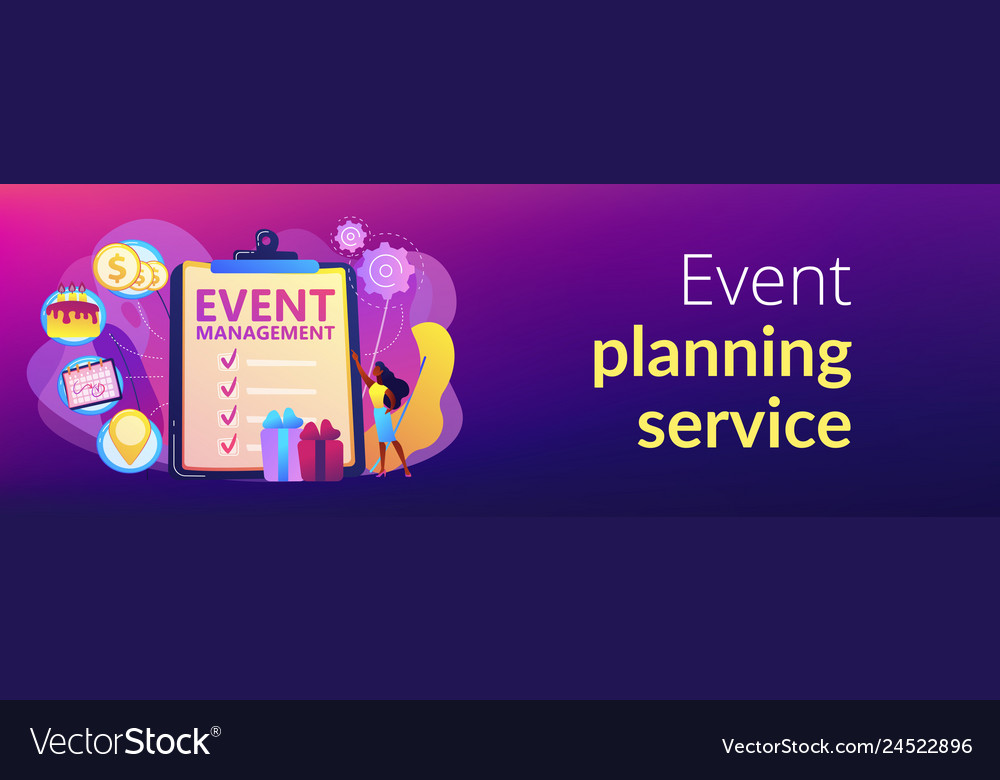 EVENT
MANAGEMENT
Event
planning
service
VectorStock®
VectorStock.com/24522896